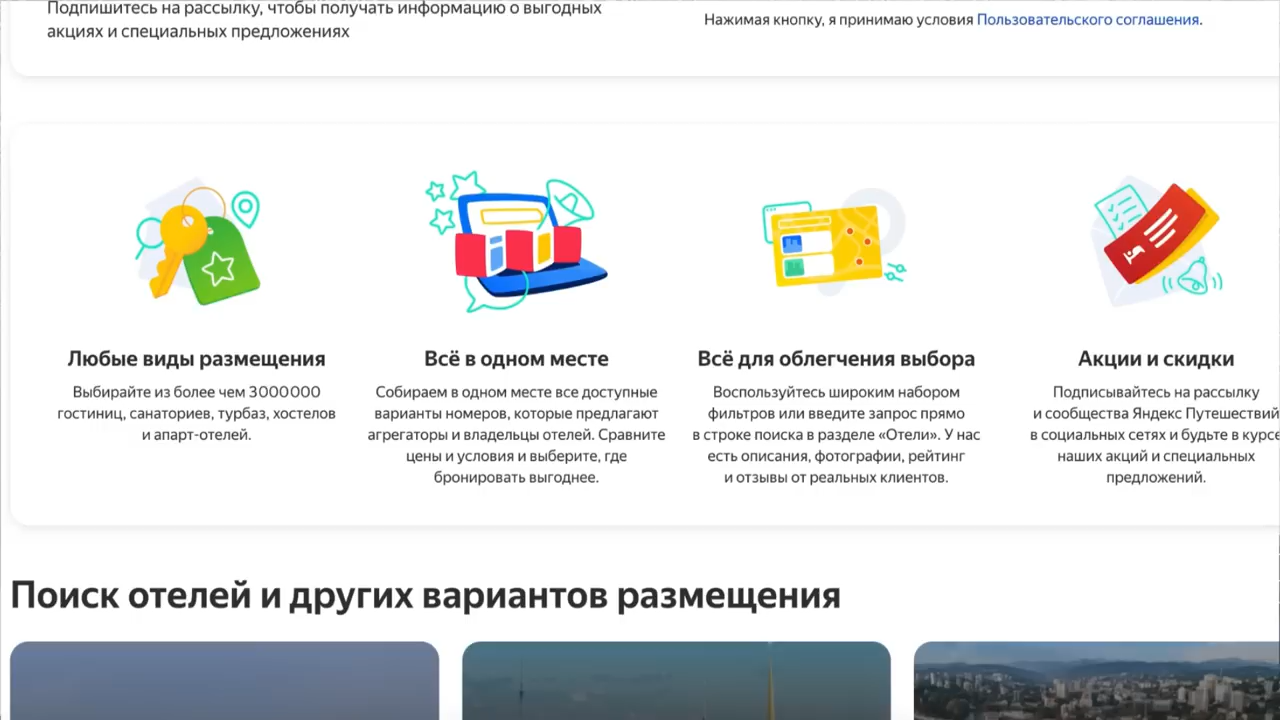 Подпишитесь на рассылку, чтобы получать информацию о выгодных
акциях и специальных предложениях
Нажимая кнопку, я принимаю условия Пользовательского соглашения.
Любые виды размещения
Выбирайте из более чем 3000000
гостиниц, санаториев, турбаз, хостелов
и апарт-отелей.
Всё в одном месте
Собираем в одном месте все доступные
варианты номеров, которые предлагают
агрегаторы и владельцы отелей. Сравните
цены и условия и выберите, где
бронировать выгоднее.
Всё для облегчения выбора
Воспользуйтесь широким набором
фильтров или введите запрос прямо
в строке поиска в разделе «Отели». У нас
есть описания, фотографии, рейтинг
и отзывы от реальных клиентов.
Акции и скидки
Подписывайтесь на рассылку
и сообщества Яндекс Путешествий
в социальных сетях и будьте в курсе
наших акций и специальных
предложений.
Поиск отелей и других вариантов размещения